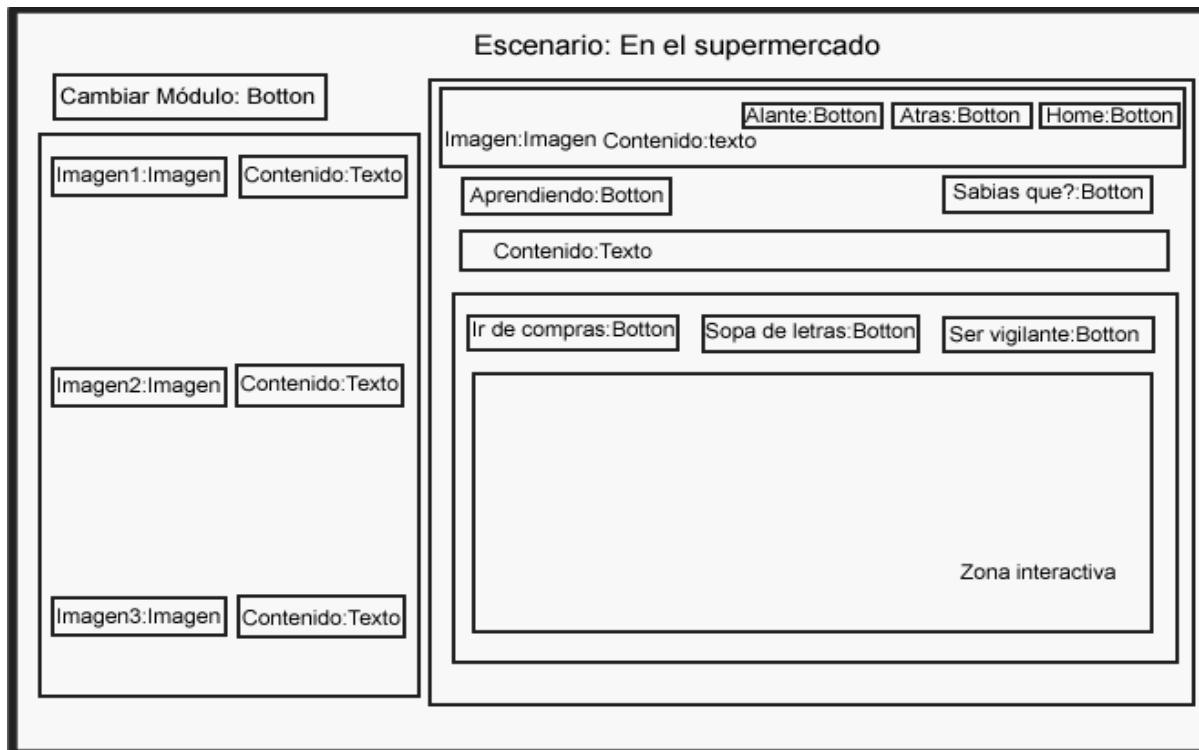 Escenario: En el supermercado
Cambiar Módulo: Botton
Imagen1:Imagen Contenido:Texto
Imagen2:Imagen Contenido:Texto
Imagen3:Imagen Contenido:Texto
Alante:Botton Atras:Botton Home:Botton
Imagen:Imagen Contenido:texto
Aprendiendo:Botton Sabias que?:Botton
Contenido:Texto
Ir de compras:Botton Sopa de letras:Botton Ser vigilante:Botton
Zona interactiva